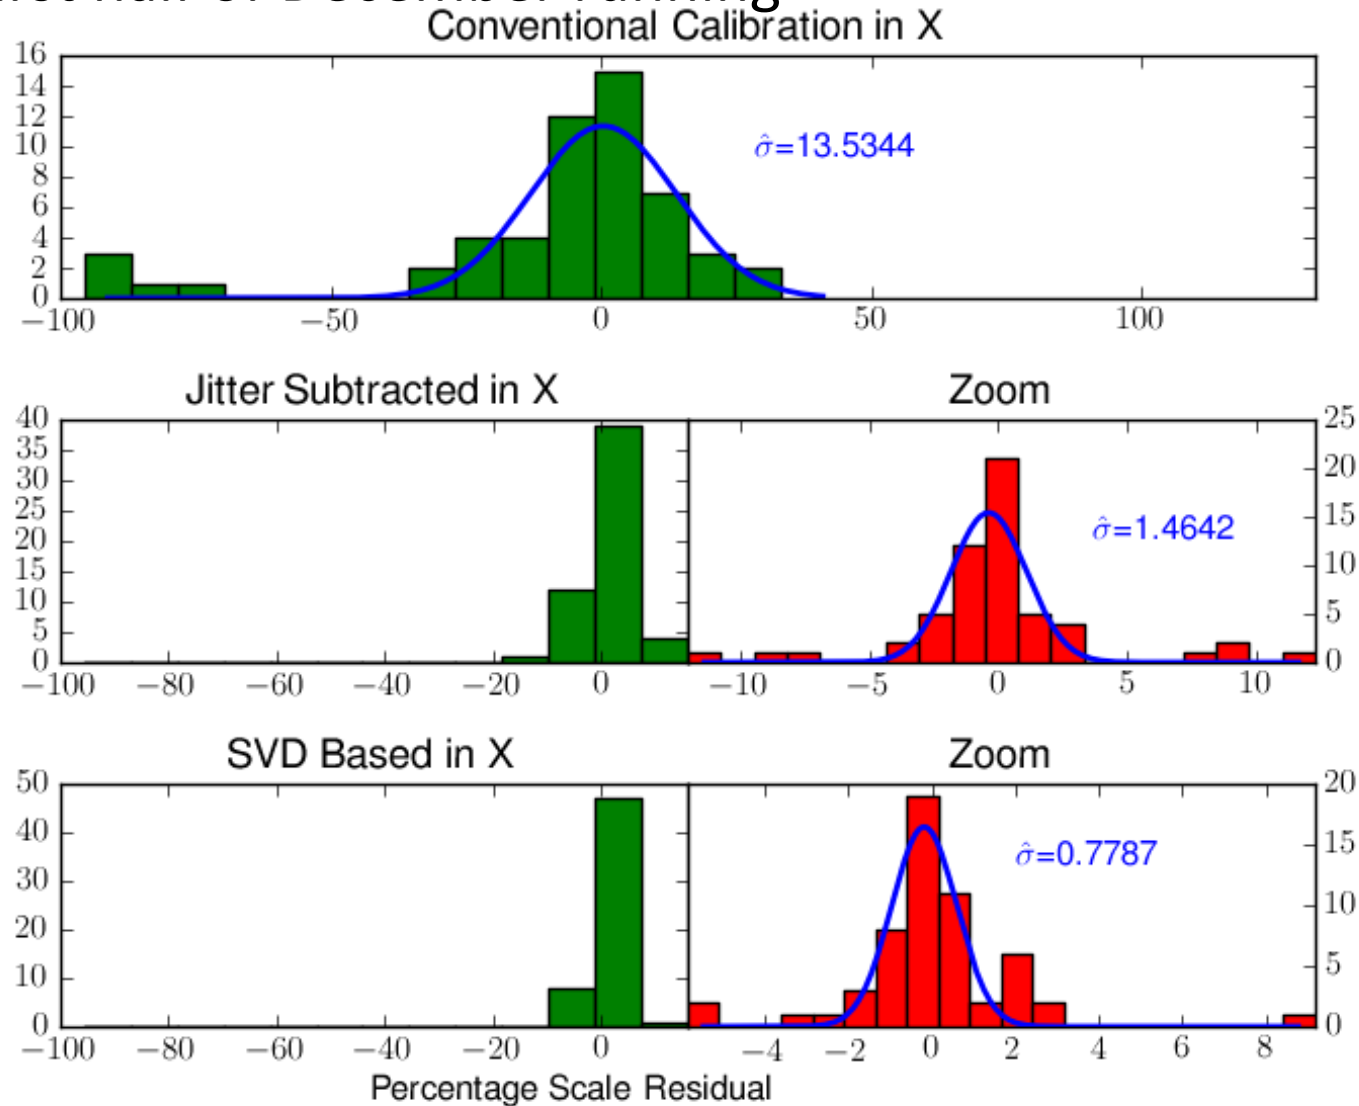 Conventional Calibration in X
16
14
12
10
8
6
4
2
0
−100 −50 0 50 100
σ̂=13.5344
Jitter Subtracted in X
40
35
30
25
20
15
10
5
0
−100 −80 −60 −40 −20 0
Zoom
σ̂=1.4642
25
20
15
10
5
0
−10 −5 0 5 10
SVD Based in X
50
40
30
20
10
0
−100 −80 −60 −40 −20 0
Zoom
σ̂=0.7787
20
15
10
5
0
−4 −2 0 2 4 6 8
Percentage Scale Residual